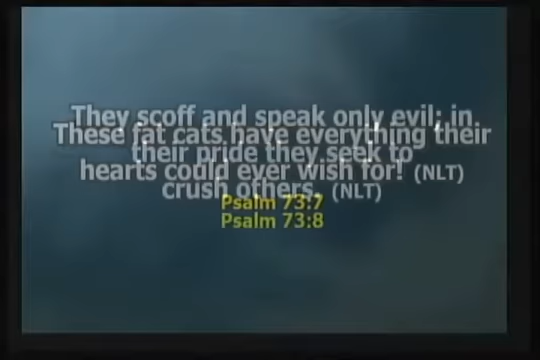 They scoff and speak only evil; in
These fat cats have everything their
their pride they seek to
hearts could ever wish for! (NLT)
crush others. (NLT)
Psalm 73:7
Psalm 73:8